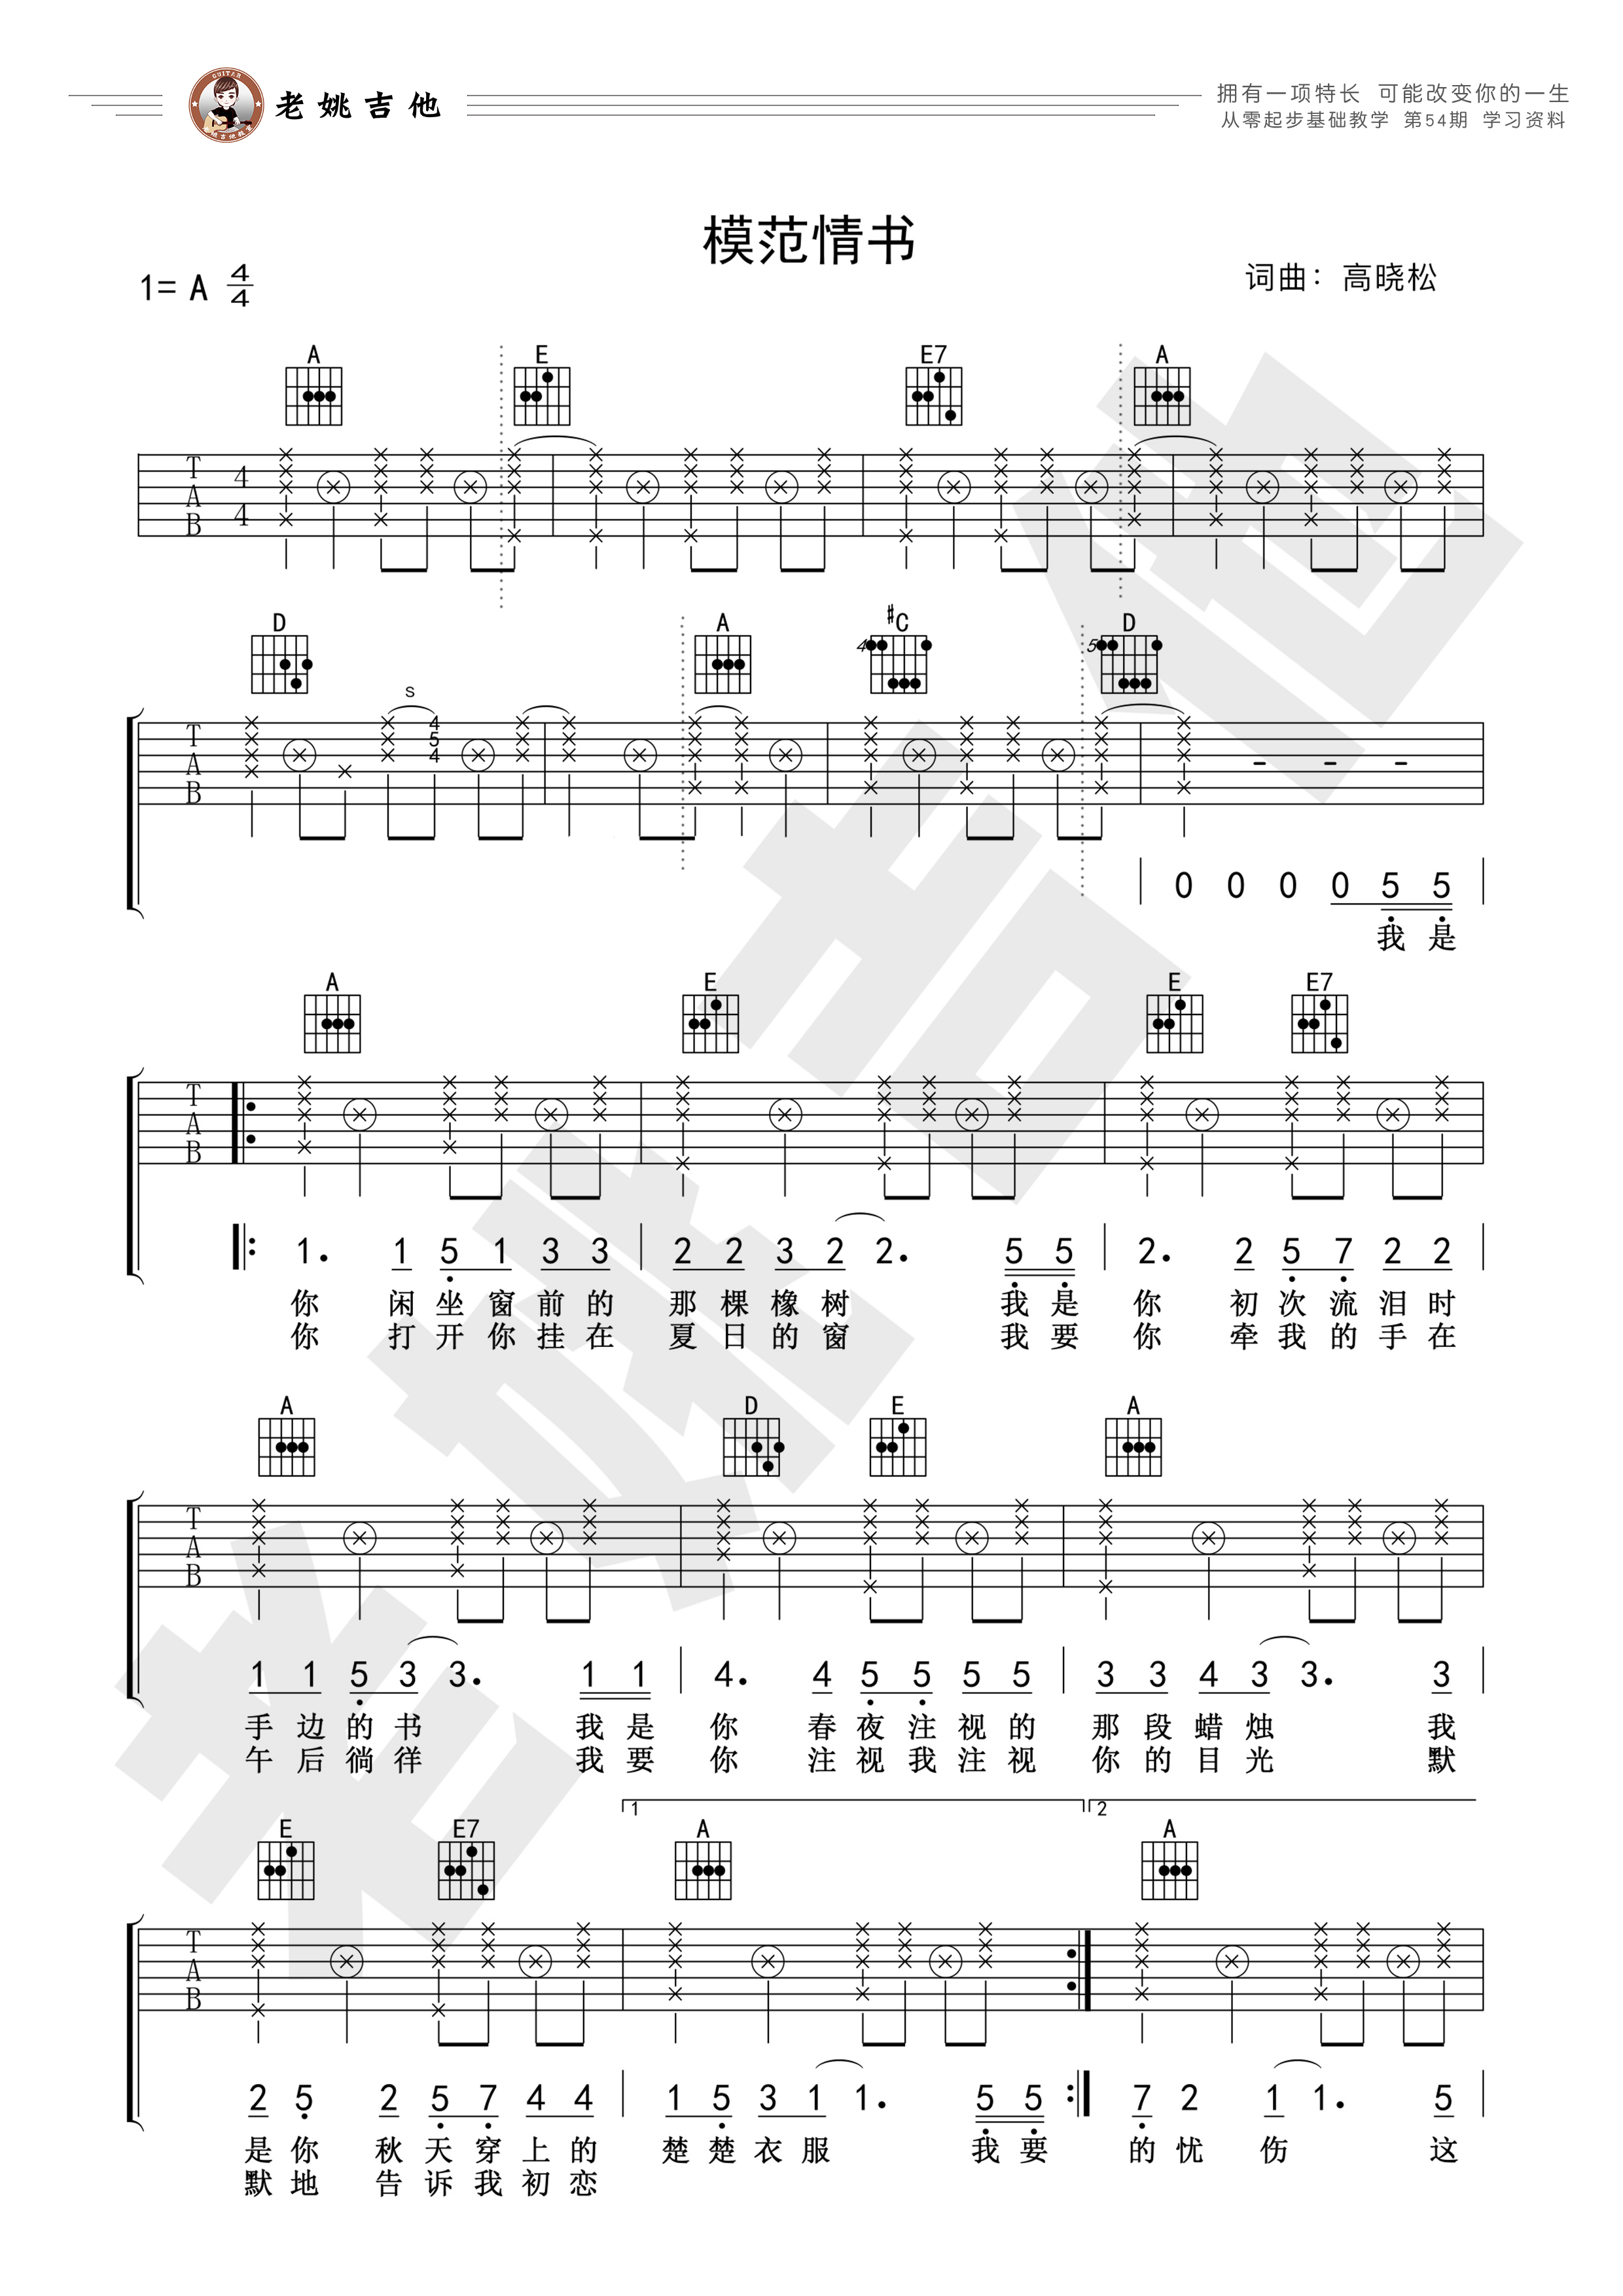 GUITAR
老姚吉他教室
老姚吉他
拥有一项特长 可能改变你的一生
从零起步基础教学 第54期 学习资料
模范情书
1= A 4/4
词曲：高晓松
A E E7 A
T A B 4 4
D A #C D
4 5
S
T A B
4
5
4
- - -
0 0 0 0 5 5
我 是
A E E E7
T A B
1. 1 5 1 3 3 2 2 3 2 2. 5 5 2. 2 5 7 2 2
你 闲 坐 窗 前 的 那 棵 橡 树 我 是 你 初 次 流 泪 时
你 打 开 你 挂 在 夏 日 的 窗 我 要 你 牵 我 的 手 在
A D E A
T A B
1 1 5 3 3. 1 1 4. 4 5 5 5 5 3 3 4 3 3. 3
手 边 的 书 我 是 你 春 夜 注 视 的 那 段 蜡 烛 我
午 后 徜 徉 我 要 你 注 视 我 注 视 你 的 目 光 默
1 2
E E7 A A
T A B
2 5 2 5 7 4 4 1 5 3 1 1. 5 5 7 2 1 1. 5
是 你 秋 天 穿 上 的 楚 楚 衣 服 我 要 的 忧 伤 这
默 地 告 诉 我 初 恋
老姚吉他